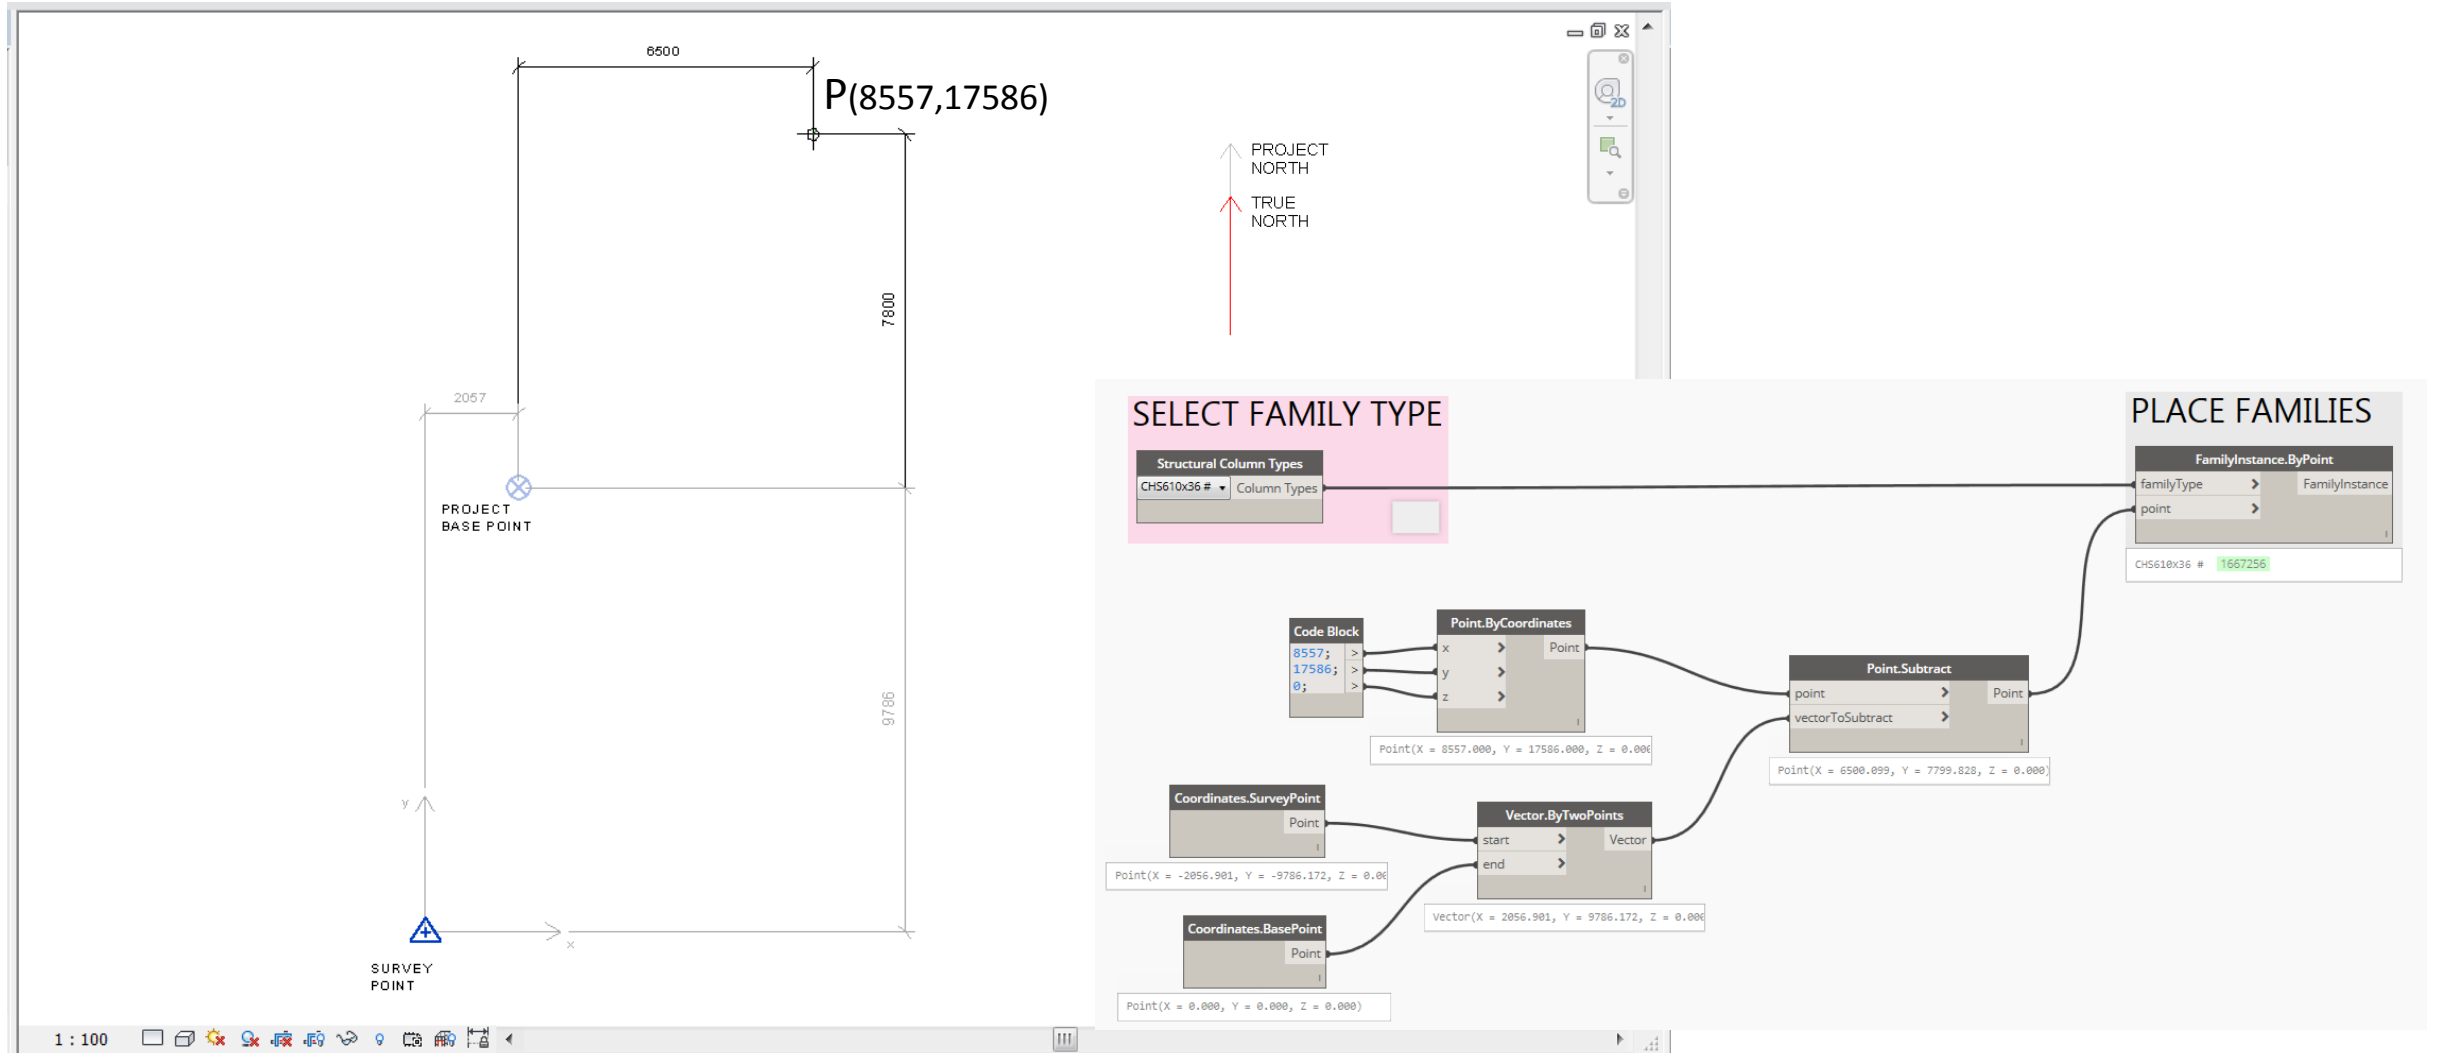 6500
P(8557,17586)
2D
PROJECT
NORTH
TRUE
NORTH
7800
2057
PROJECT
BASE POINT
9786
y
x
SURVEY
POINT
1 : 100
SELECT FAMILY TYPE
Structural Column Types
CHS610x36 #
Column Types
PLACE FAMILIES
FamilyInstance.ByPoint
familyType > FamilyInstance
point >
CHS610x36 # 1667256
Code Block
8557; >
17586; >
0; >
Point.ByCoordinates
x > Point
y >
z >
Point(X = 8557.000, Y = 17586.000, Z = 0.000
Point.Subtract
point > Point
vectorToSubtract >
Point(X = 6500.099, Y = 7799.828, Z = 0.000)
Coordinates.SurveyPoint
Point
Point(X = -2056.901, Y = -9786.172, Z = 0.00
Vector.ByTwoPoints
start > Vector
end >
Vector(X = 2056.901, Y = 9786.172, Z = 0.000
Coordinates.BasePoint
Point
Point(X = 0.000, Y = 0.000, Z = 0.000)